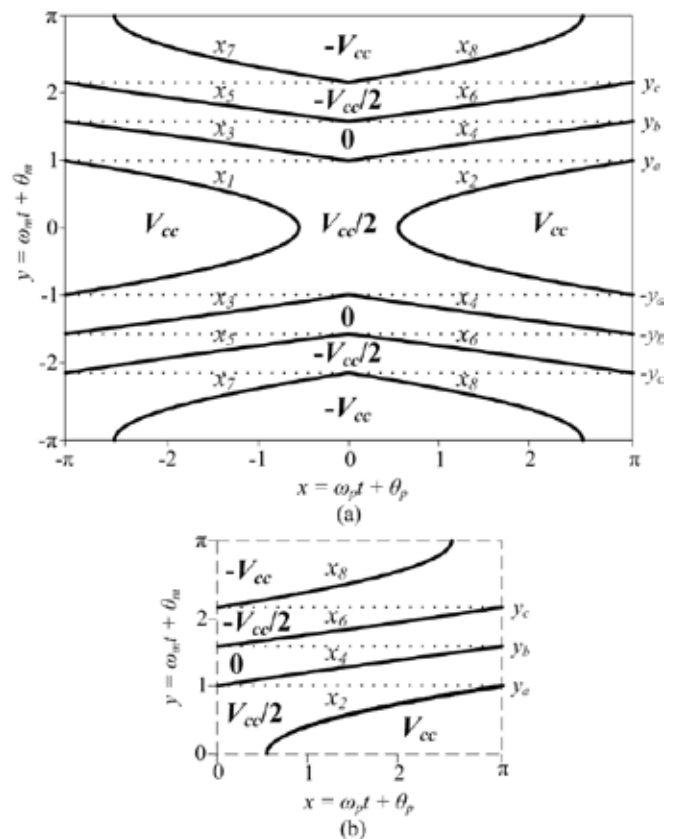 π
x₇
-Vcc
x₈
2
x₅
-Vcc/2
x₆
yc
x₃
0
x₄
yb
1
ya
x₁
x₂
y = ωₘt + θₘ
0
Vcc
Vcc/2
Vcc
-1
-ya
x₃
0
x₄
-yb
x₅
-Vcc/2
x₆
-2
-yc
x₇
x₈
-Vcc
-π
-π -2 -1 0 1 2 π
x = ωₚt + θₚ
(a)
π
-Vcc
x₈
2
-Vcc/2
x₆
yc
0
x₄
yb
1
ya
y = ωₘt + θₘ
Vcc/2
x₂
Vcc
0
0 1 2 π
x = ωₚt + θₚ
(b)